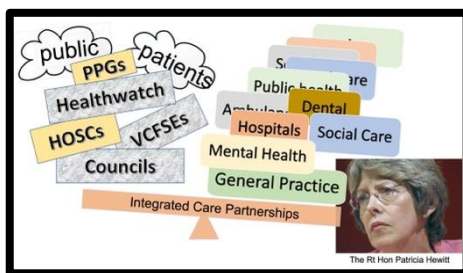 public
patients
PPGs
Healthwatch
HOSCs
VCFSEs
Councils
Public health
Dental
Hospitals
Social Care
Mental Health
General Practice
Integrated Care Partnerships
The Rt Hon Patricia Hewitt